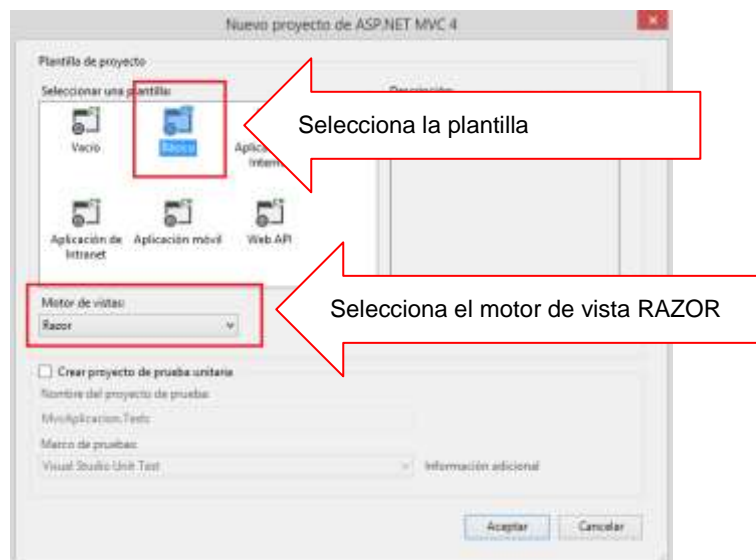 Nuevo proyecto de ASP.NET MVC 4
Plantilla de proyecto
Seleccionar una plantilla:
Selecciona la plantilla
Vacío
Básico
Aplicación de
Intranet
Aplicación móvil
Web API
Motor de vistas:
Razor
Selecciona el motor de vista RAZOR
Crear proyecto de prueba unitaria
Nombre del proyecto de prueba:
MvcAplicacion.Tests
Marco de pruebas:
Visual Studio Unit Test
Información adicional
Aceptar
Cancelar